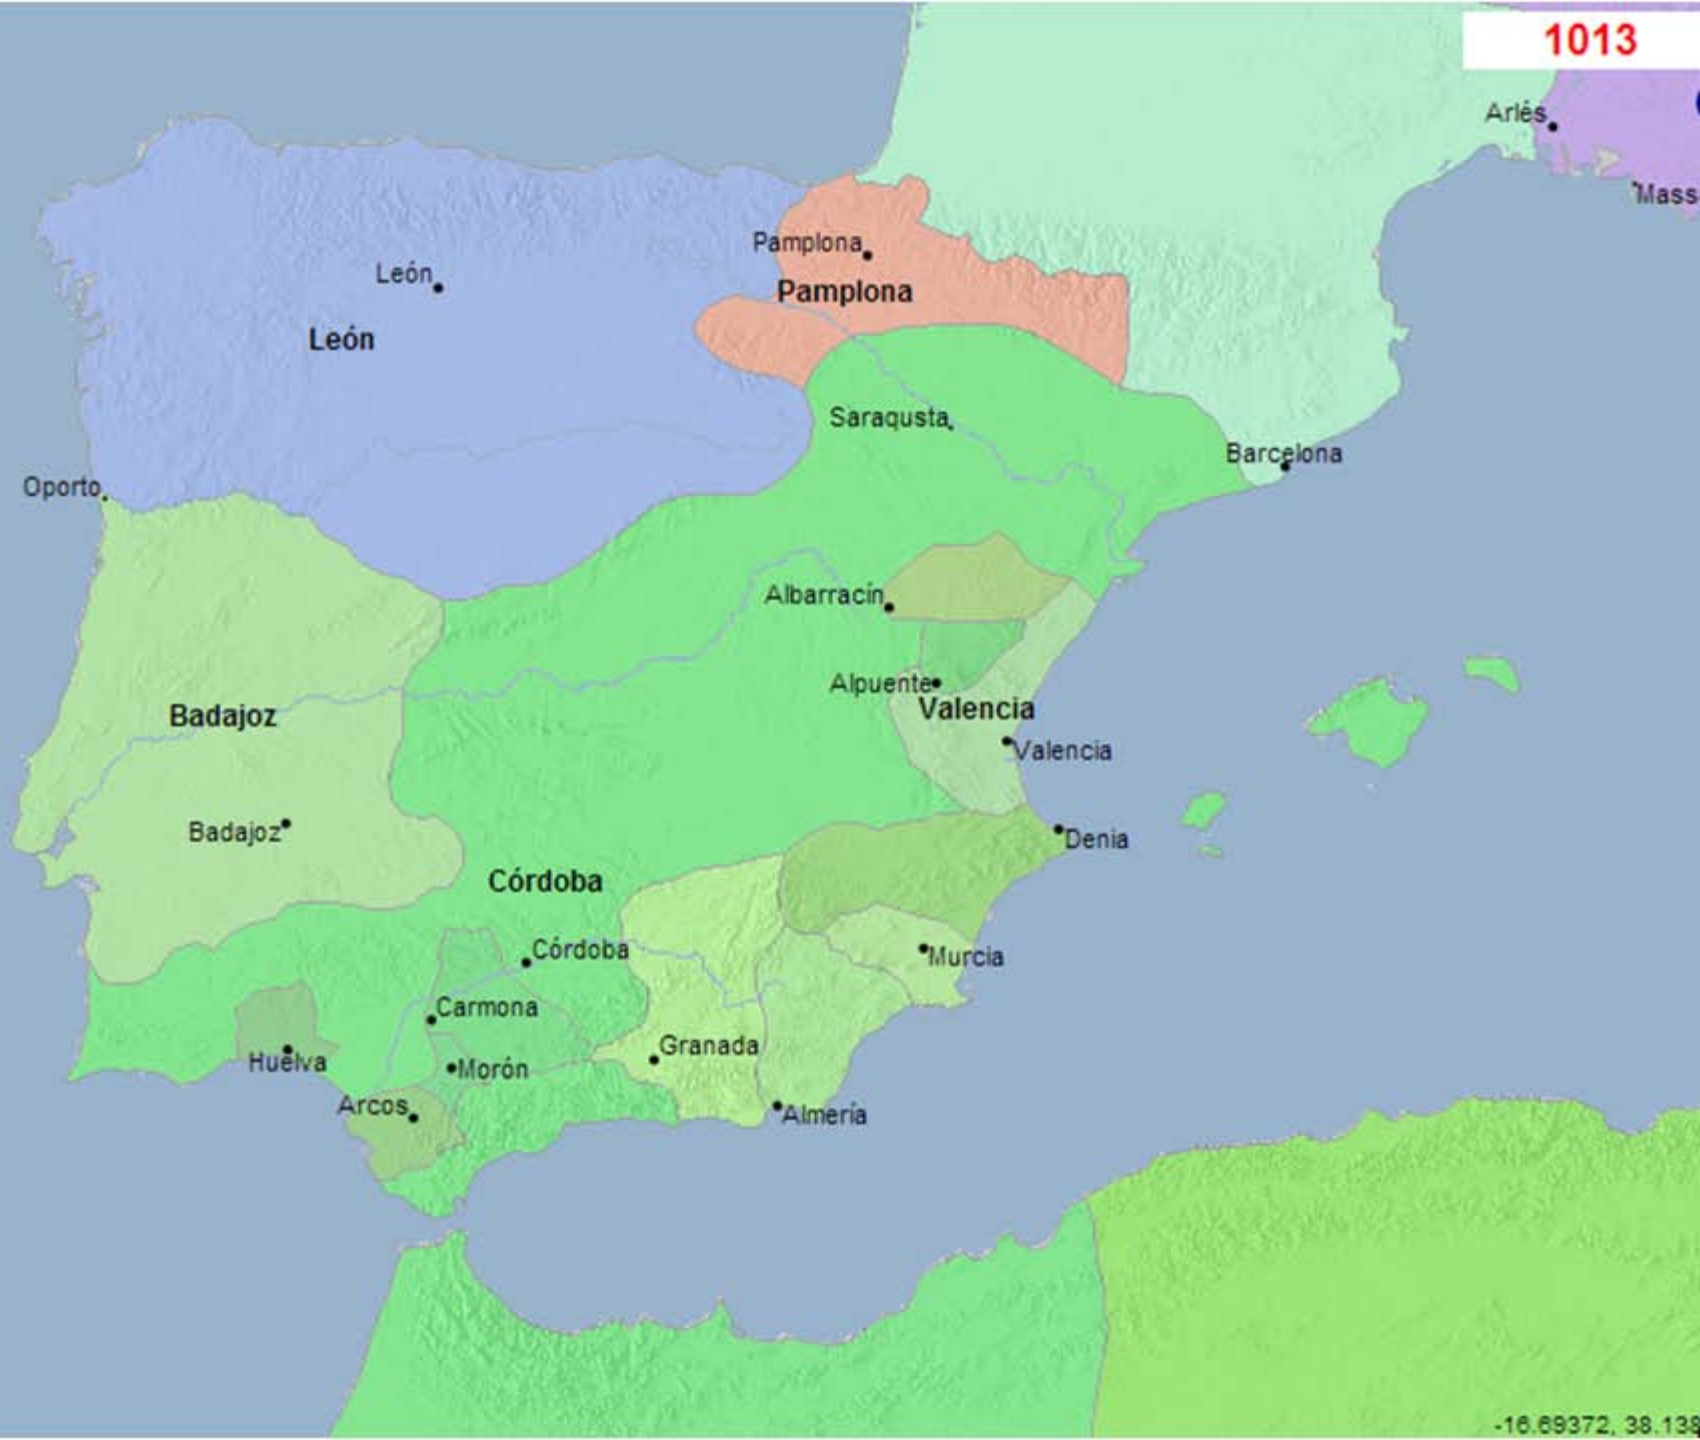 1013
Arlés
Mass
Pamplona
León
Pamplona
León
Saraqusta
Barcelona
Oporto
Albarracín
Alpuente
Valencia
Badajoz
Valencia
Badajoz
Denia
Córdoba
Córdoba
Murcia
Carmona
Granada
Huelva
Morón
Arcos
Almería
-16.69372, 38.138